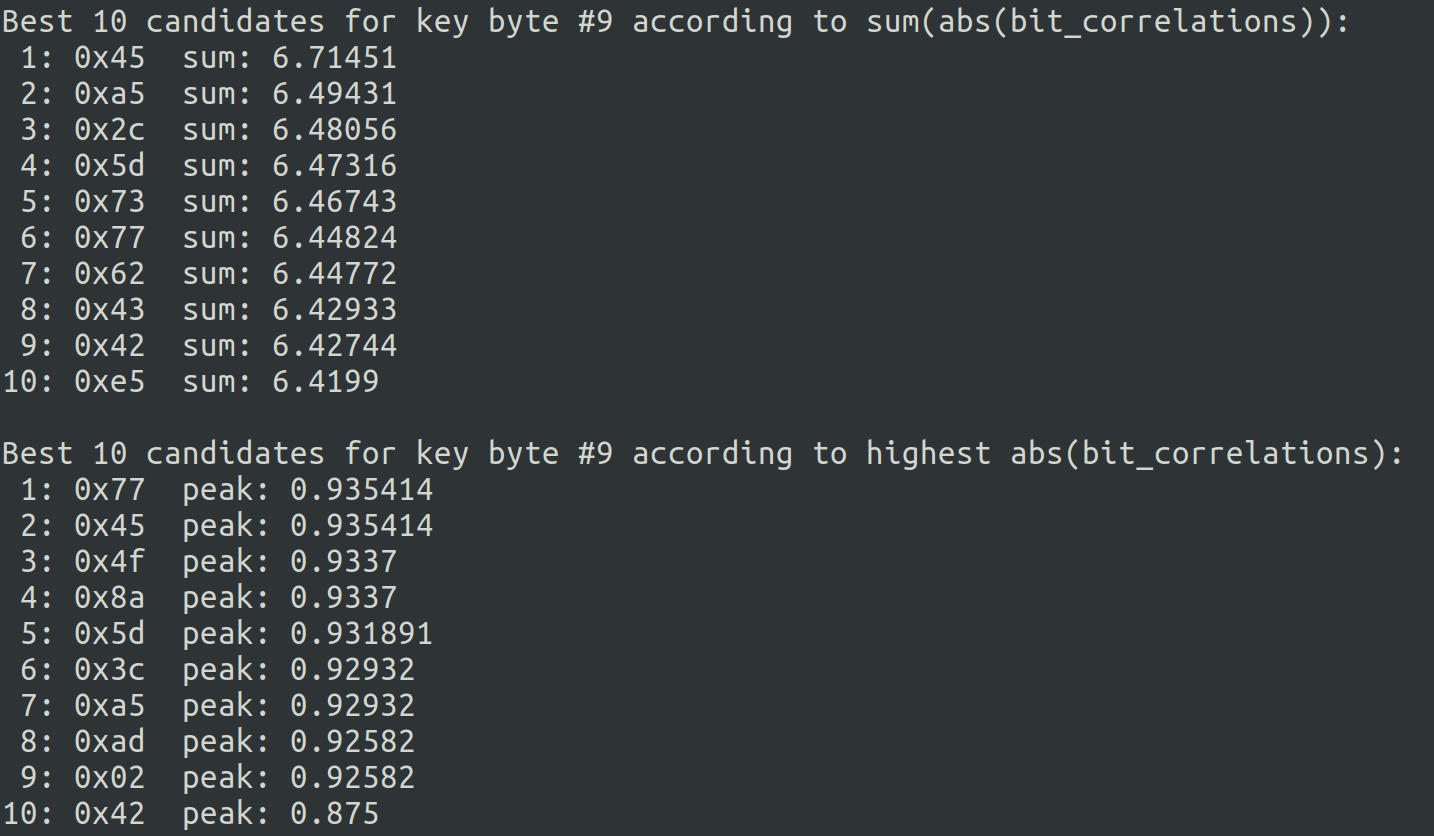 Best 10 candidates for key byte #9 according to sum(abs(bit_correlations)):
 1: 0x45  sum: 6.71451
 2: 0xa5  sum: 6.49431
 3: 0x2c  sum: 6.48056
 4: 0x5d  sum: 6.47316
 5: 0x73  sum: 6.46743
 6: 0x77  sum: 6.44824
 7: 0x62  sum: 6.44772
 8: 0x43  sum: 6.42933
 9: 0x42  sum: 6.42744
10: 0xe5  sum: 6.4199

Best 10 candidates for key byte #9 according to highest abs(bit_correlations):
 1: 0x77  peak: 0.935414
 2: 0x45  peak: 0.935414
 3: 0x4f  peak: 0.9337
 4: 0x8a  peak: 0.9337
 5: 0x5d  peak: 0.931891
 6: 0x3c  peak: 0.92932
 7: 0xa5  peak: 0.92932
 8: 0xad  peak: 0.92582
 9: 0x02  peak: 0.92582
10: 0x42  peak: 0.875